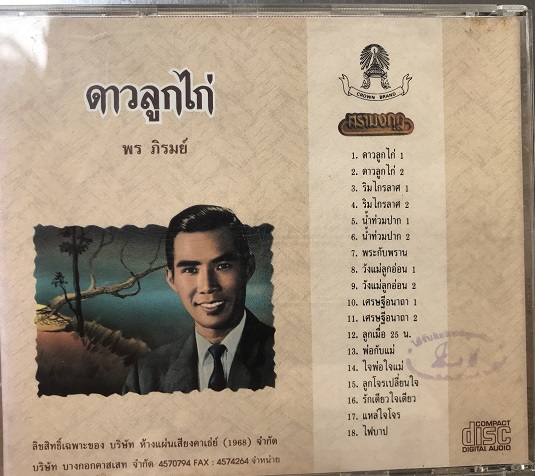 ดาวลูกไก่
พร ภิรมย์
CROWN BRAND
ตรามงกุฎ
1. ดาวลูกไก่ 1
2. ดาวลูกไก่ 2
3. ริมไกรลาศ 1
4. ริมไกรลาศ 2
5. น้ำท่วมปาก 1
6. น้ำท่วมปาก 2
7. พระกับพราน
8. วังแม่ลูกอ่อน 1
9. วังแม่ลูกอ่อน 2
10. เศรษฐีอนาถา 1
11. เศรษฐีอนาถา 2
12. ลูกเมื่อ 25 น.
13. พ่อกับแม่
14. ใจพ่อใจแม่
15. ลูกโจรเปลี่ยนใจ
16. รักเดียวใจเดียว
17. แหล่ใจโจร
18. ไฟบาป
ลิขสิทธิ์เฉพาะของ บริษัท ห้างแผ่นเสียงคาเธ่ย์ (1968) จำกัด
บริษัท บางกอกคาสเสท จำกัด 4570794 FAX : 4574264 จำหน่าย
COMPACT
disc
DIGITAL AUDIO